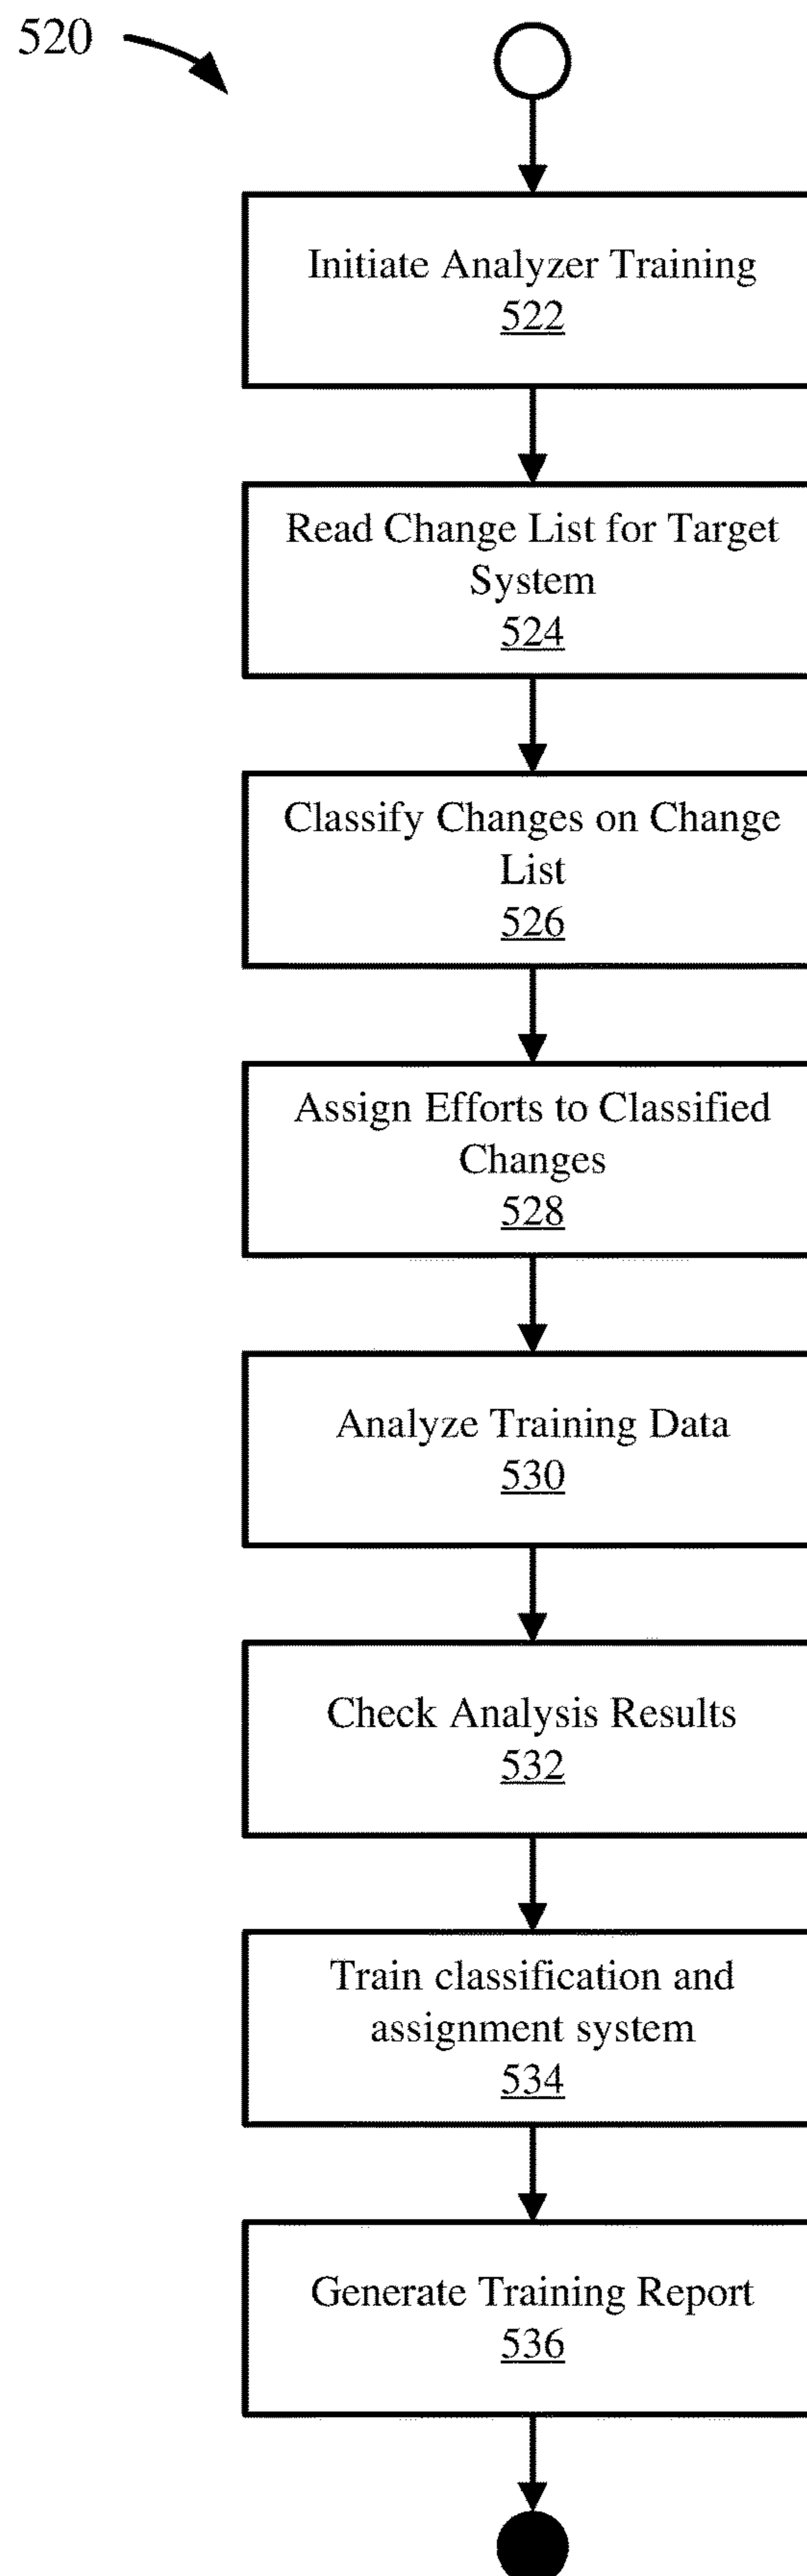 520
Initiate Analyzer Training
522
Read Change List for Target
System
524
Classify Changes on Change
List
526
Assign Efforts to Classified
Changes
528
Analyze Training Data
530
Check Analysis Results
532
Train classification and
assignment system
534
Generate Training Report
536